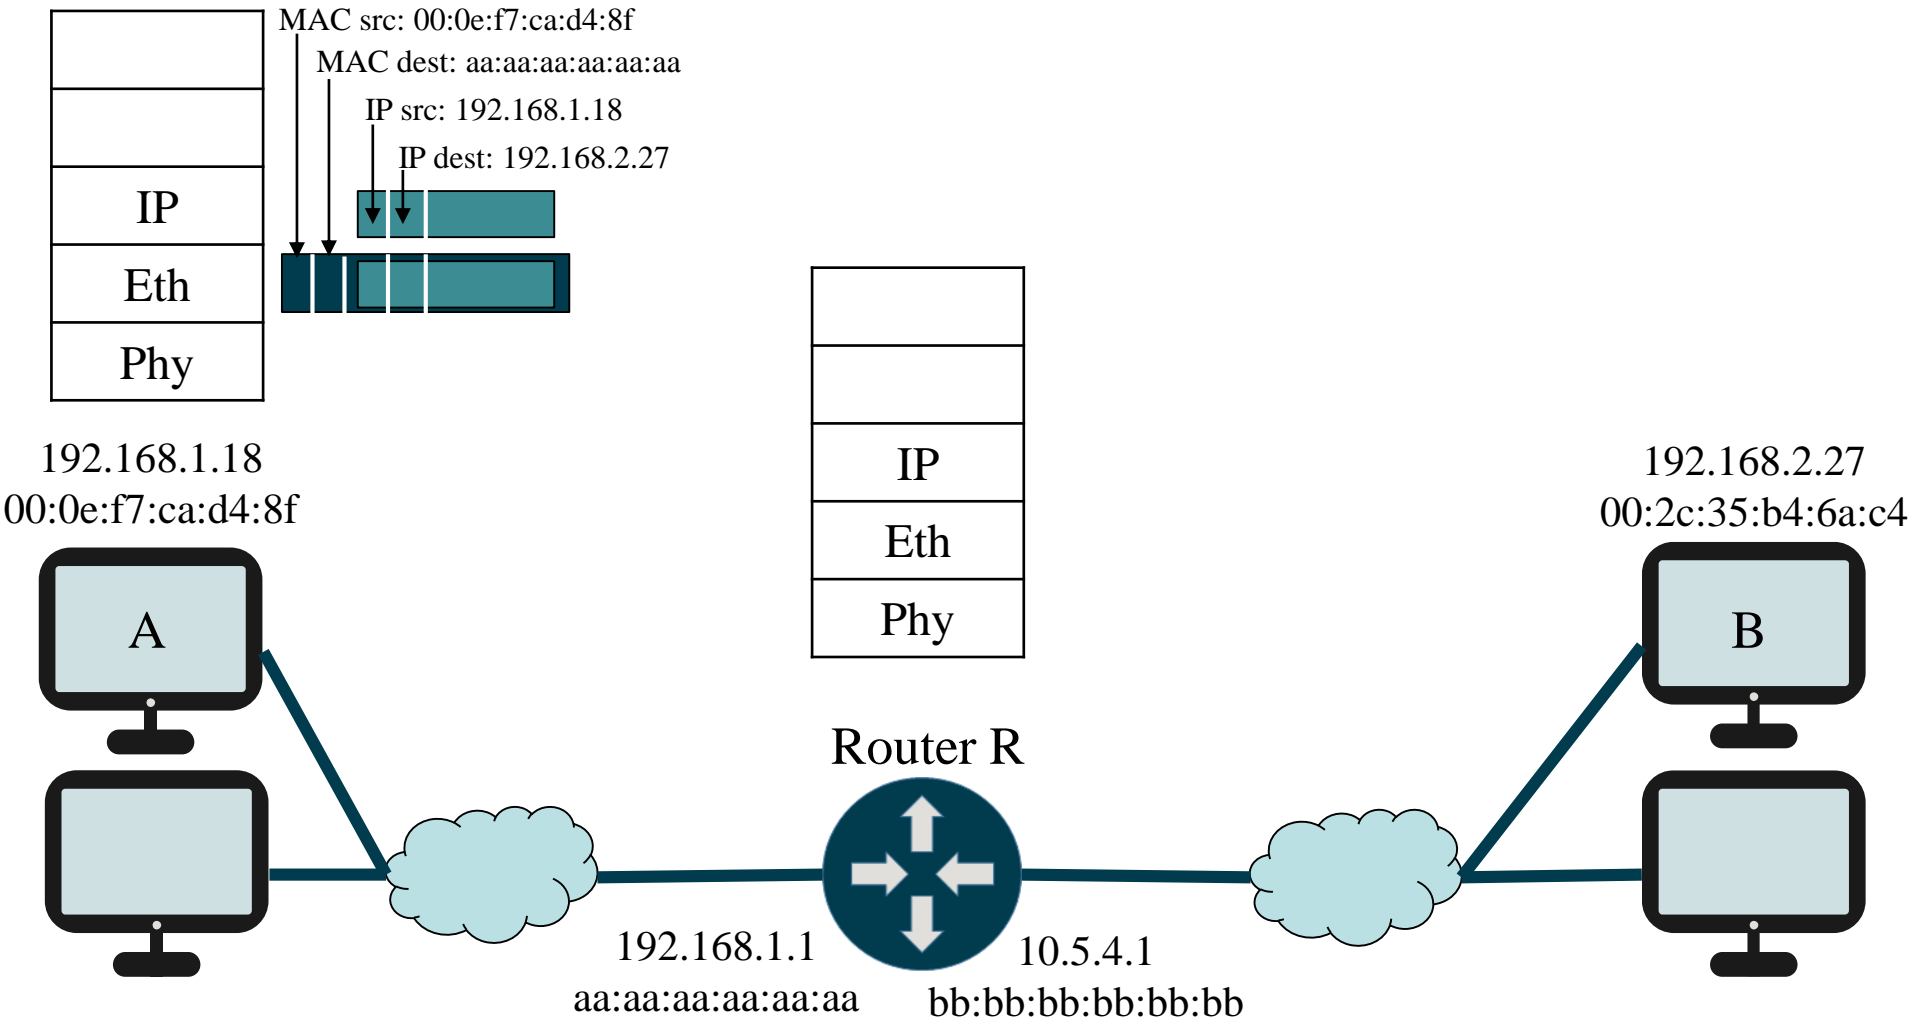 MAC src: 00:0e:f7:ca:d4:8f
MAC dest: aa:aa:aa:aa:aa:aa
IP src: 192.168.1.18
IP dest: 192.168.2.27
IP
Eth
Phy
192.168.1.18
00:0e:f7:ca:d4:8f
A
IP
Eth
Phy
Router R
192.168.1.1
aa:aa:aa:aa:aa:aa
10.5.4.1
bb:bb:bb:bb:bb:bb
192.168.2.27
00:2c:35:b4:6a:c4
B